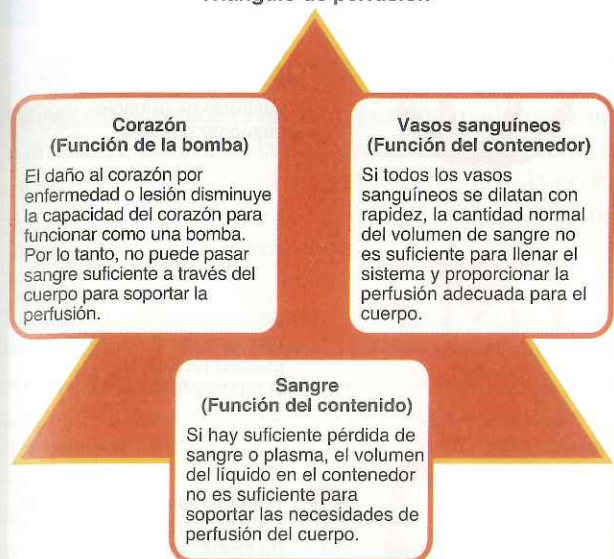 Triángulo de perfusión
Corazón
(Función de la bomba)
El daño al corazón por
enfermedad o lesión disminuye
la capacidad del corazón para
funcionar como una bomba.
Por lo tanto, no puede pasar
sangre suficiente a través del
cuerpo para soportar la
perfusión.
Vasos sanguíneos
(Función del contenedor)
Si todos los vasos
sanguíneos se dilatan con
rapidez, la cantidad normal
del volumen de sangre no
es suficiente para llenar el
sistema y proporcionar la
perfusión adecuada para el
cuerpo.
Sangre
(Función del contenido)
Si hay suficiente pérdida de
sangre o plasma, el volumen
del líquido en el contenedor
no es suficiente para
soportar las necesidades de
perfusión del cuerpo.